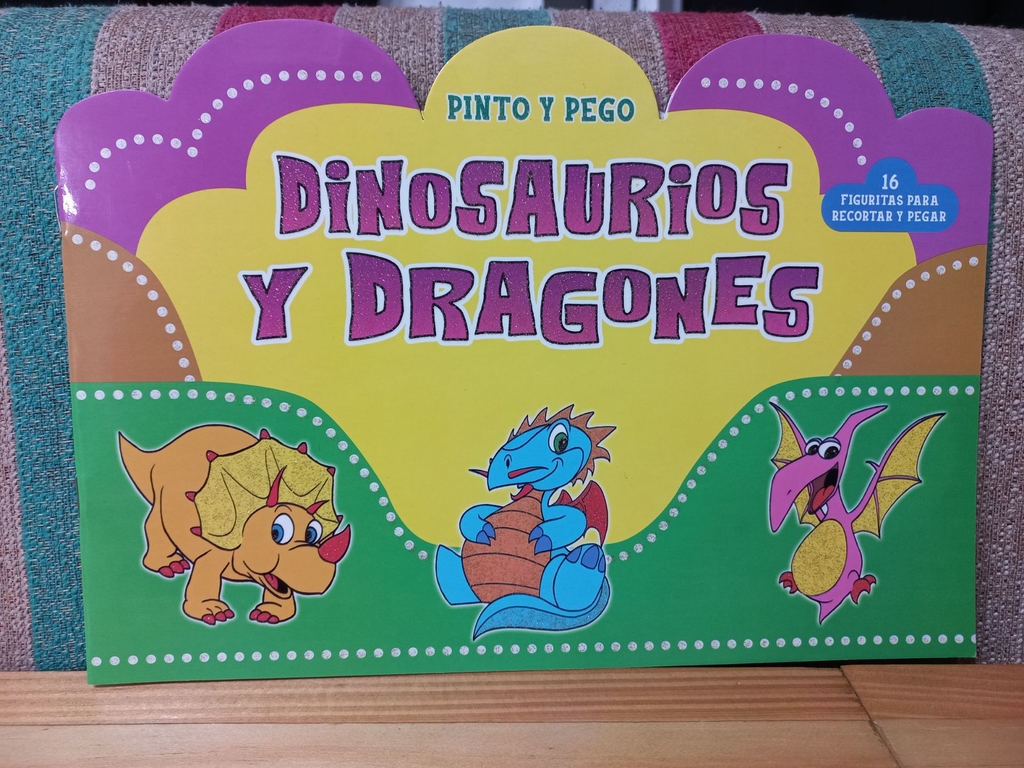 PINTO Y PEGO
DINOSAURIOS
Y DRAGONES
16
FIGURITAS PARA
RECORTAR Y PEGAR